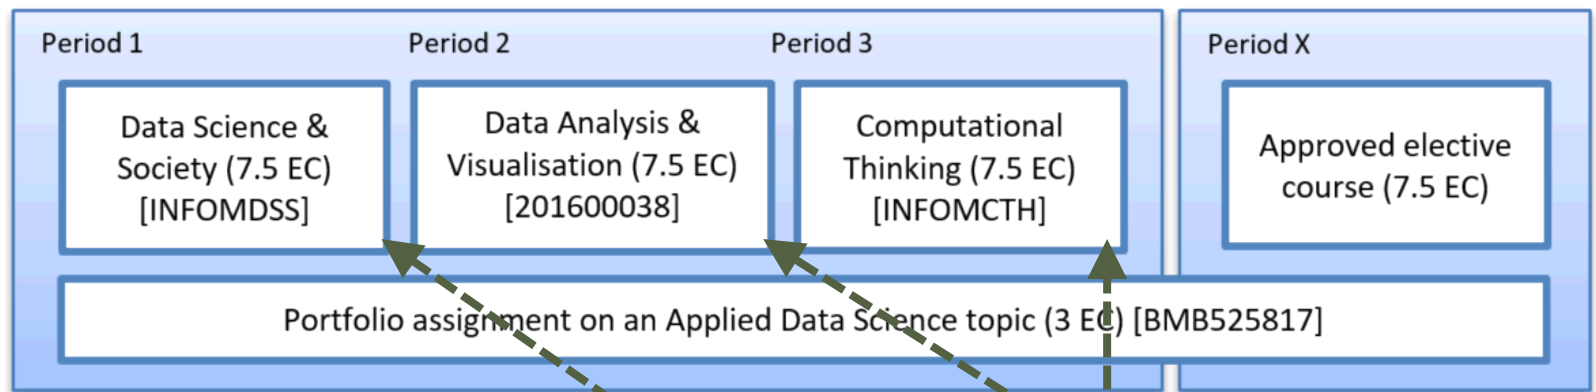 Period 1
Period 2
Period 3
Period X
Data Science &
Society (7.5 EC)
[INFOMDSS]
Data Analysis &
Visualisation (7.5 EC)
[201600038]
Computational
Thinking (7.5 EC)
[INFOMCTH]
Approved elective
course (7.5 EC)
Portfolio assignment on an Applied Data Science topic (3 EC) [BMB525817]